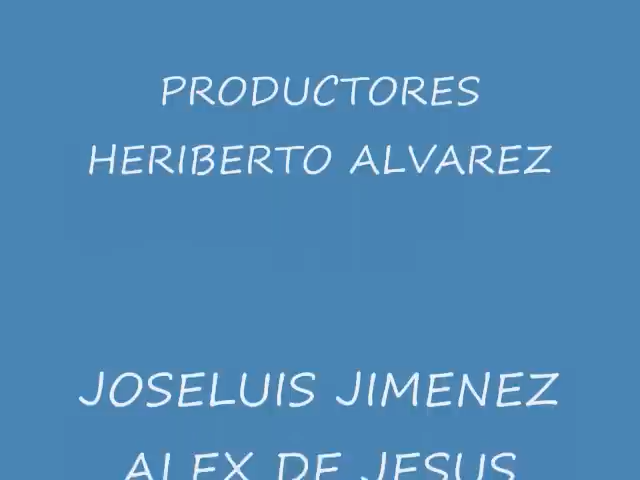 PRODUCTORES
HERIBERTO ALVAREZ
JOSELUIS JIMENEZ
ALEX DE JESUS